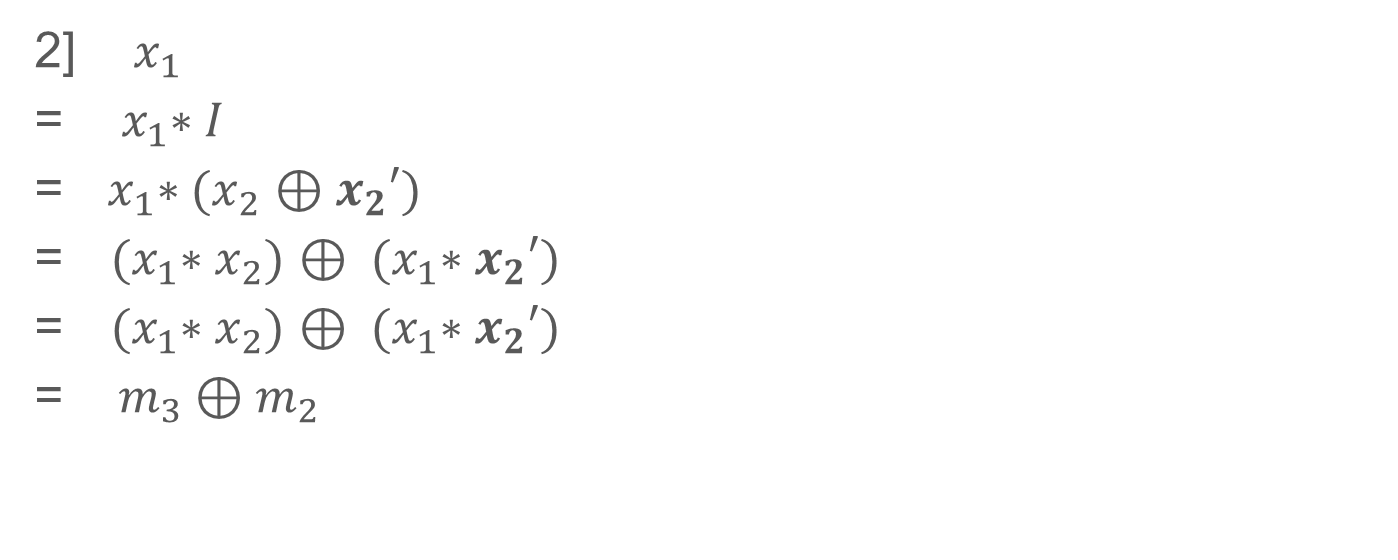 2] x₁
= x₁* I
= x₁* (x₂ ⊕ x₂′)
= (x₁* x₂) ⊕ (x₁* x₂′)
= (x₁* x₂) ⊕ (x₁* x₂′)
= m₃ ⊕ m₂